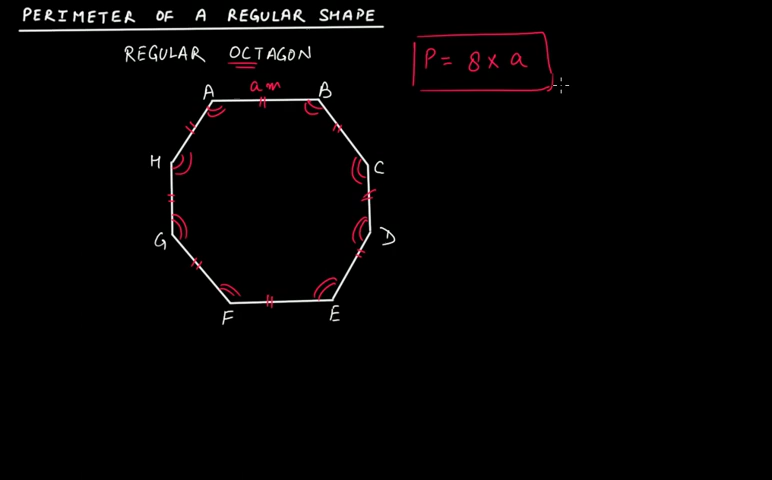 PERIMETER OF A REGULAR SHAPE
REGULAR OCTAGON
P = 8 × a
a m
A
B
H
C
G
D
F
E